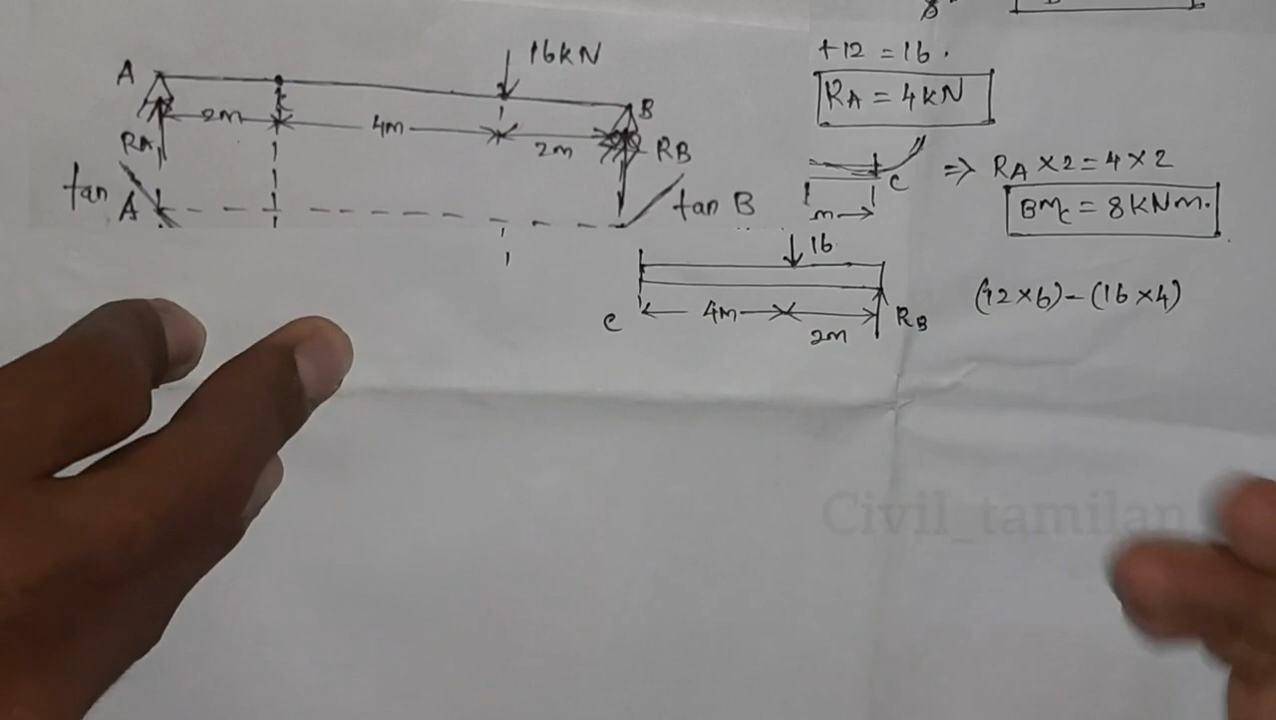 +12 = 16.
RA = 4kN
A
16kN
B
2m
4m
2m
RA
RB
tan A
tan B
m
C
⇒ RA × 2 = 4 × 2
BMc = 8kNm.
16
C
4m
2m
RB
(12×6) - (16×4)
Civil_tamilan